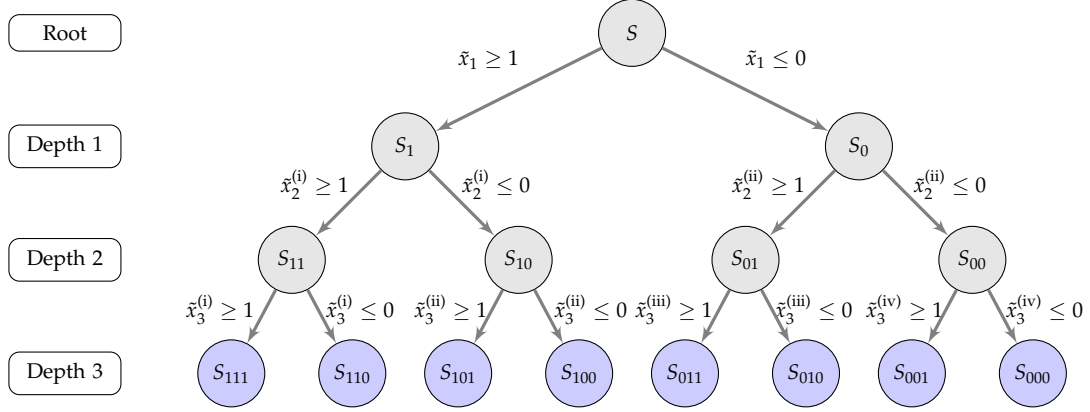 Root S
x̃₁ ≥ 1 x̃₁ ≤ 0
Depth 1 S₁ S₀
x̃₂⁽ⁱ⁾ ≥ 1 x̃₂⁽ⁱ⁾ ≤ 0 x̃₂⁽ⁱⁱ⁾ ≥ 1 x̃₂⁽ⁱⁱ⁾ ≤ 0
Depth 2 S₁₁ S₁₀ S₀₁ S₀₀
x̃₃⁽ⁱ⁾ ≥ 1 x̃₃⁽ⁱ⁾ ≤ 0 x̃₃⁽ⁱⁱ⁾ ≥ 1 x̃₃⁽ⁱⁱ⁾ ≤ 0 x̃₃⁽ⁱⁱⁱ⁾ ≥ 1 x̃₃⁽ⁱⁱⁱ⁾ ≤ 0 x̃₃⁽ⁱᵛ⁾ ≥ 1 x̃₃⁽ⁱᵛ⁾ ≤ 0
Depth 3 S₁₁₁ S₁₁₀ S₁₀₁ S₁₀₀ S₀₁₁ S₀₁₀ S₀₀₁ S₀₀₀